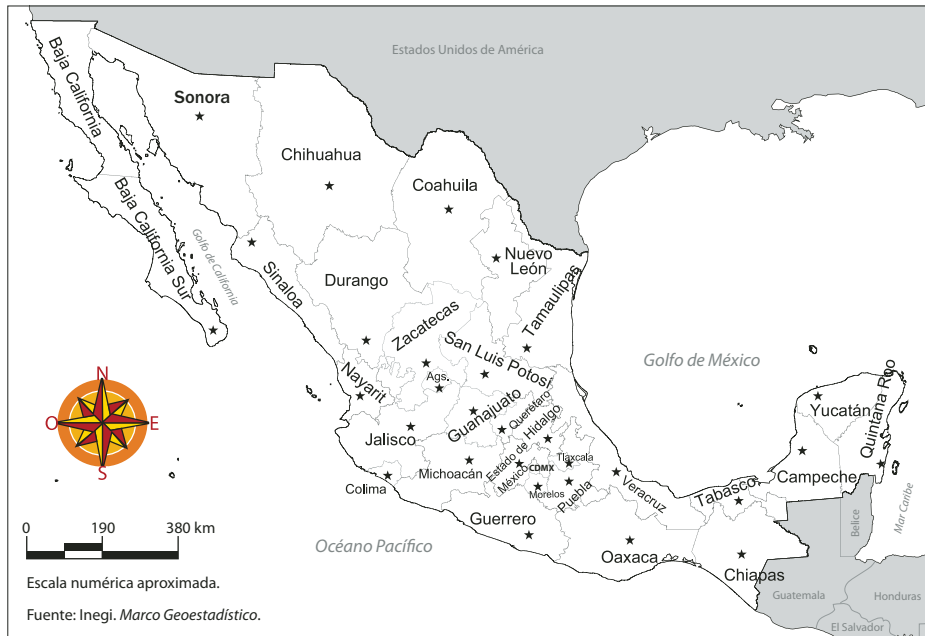 Estados Unidos de América
Baja California
Sonora
Chihuahua
Coahuila
Baja California Sur
Golfo de California
Sinaloa
Durango
Nuevo
León
Tamaulipas
Zacatecas
San Luis Potosí
Golfo de México
Nayarit
Ags.
Guanajuato
Querétaro
Hidalgo
Yucatán
Quintana Roo
Jalisco
Michoacán
Estado de
México
CDMX
Tlaxcala
Colima
Morelos
Puebla
Veracruz
Tabasco
Campeche
Mar Caribe
Belice
Guerrero
Oaxaca
Chiapas
Océano Pacífico
Guatemala
Honduras
El Salvador
N
O
E
S
0 190 380 km
Escala numérica aproximada.
Fuente: Inegi. Marco Geoestadístico.